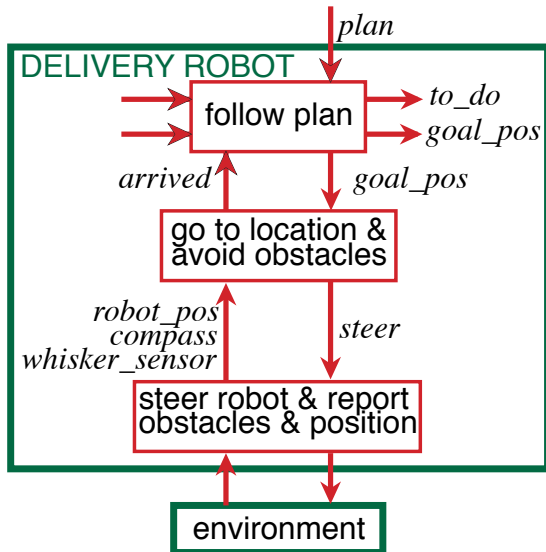 plan
DELIVERY ROBOT
to_do
follow plan
goal_pos
arrived
goal_pos
go to location &
avoid obstacles
robot_pos
compass
steer
whisker_sensor
steer robot & report
obstacles & position
environment